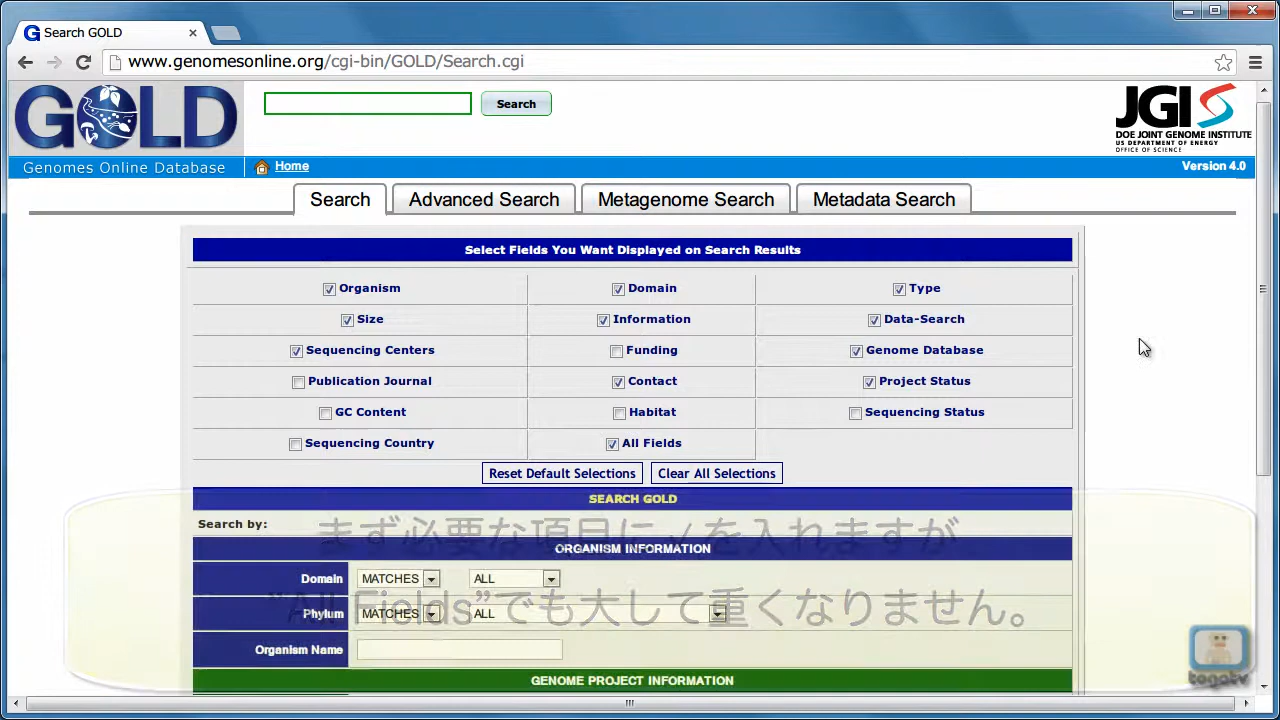 Search GOLD
www.genomesonline.org/cgi-bin/GOLD/Search.cgi
GOLD
Search
JGI
DOE JOINT GENOME INSTITUTE
US DEPARTMENT OF ENERGY
OFFICE OF SCIENCE
Genomes Online Database
Home
Version 4.0
Search
Advanced Search
Metagenome Search
Metadata Search
Select Fields You Want Displayed on Search Results
Organism
Domain
Type
Size
Information
Data-Search
Sequencing Centers
Funding
Genome Database
Publication Journal
Contact
Project Status
GC Content
Habitat
Sequencing Status
Sequencing Country
All Fields
Reset Default Selections
Clear All Selections
SEARCH GOLD
Search by:
まず必要な項目に✓を入れますが
ORGANISM INFORMATION
Domain
MATCHES
ALL
"All Fields"でも大して重くなりません。
Phylum
MATCHES
ALL
Organism Name
GENOME PROJECT INFORMATION
togotv